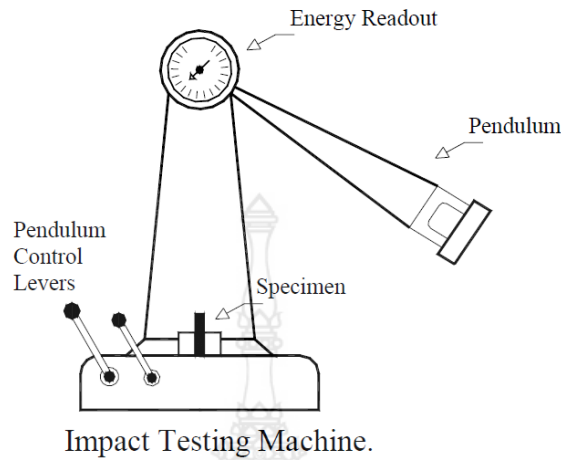 Energy Readout
Pendulum
Pendulum
Control
Levers
Specimen
Impact Testing Machine.